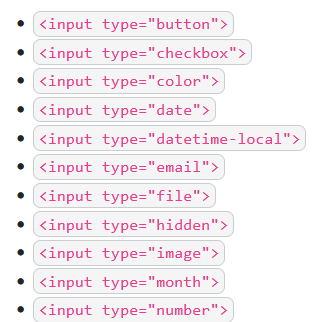 <input type="button">
<input type="checkbox">
<input type="color">
<input type="date">
<input type="datetime-local">
<input type="email">
<input type="file">
<input type="hidden">
<input type="image">
<input type="month">
<input type="number">